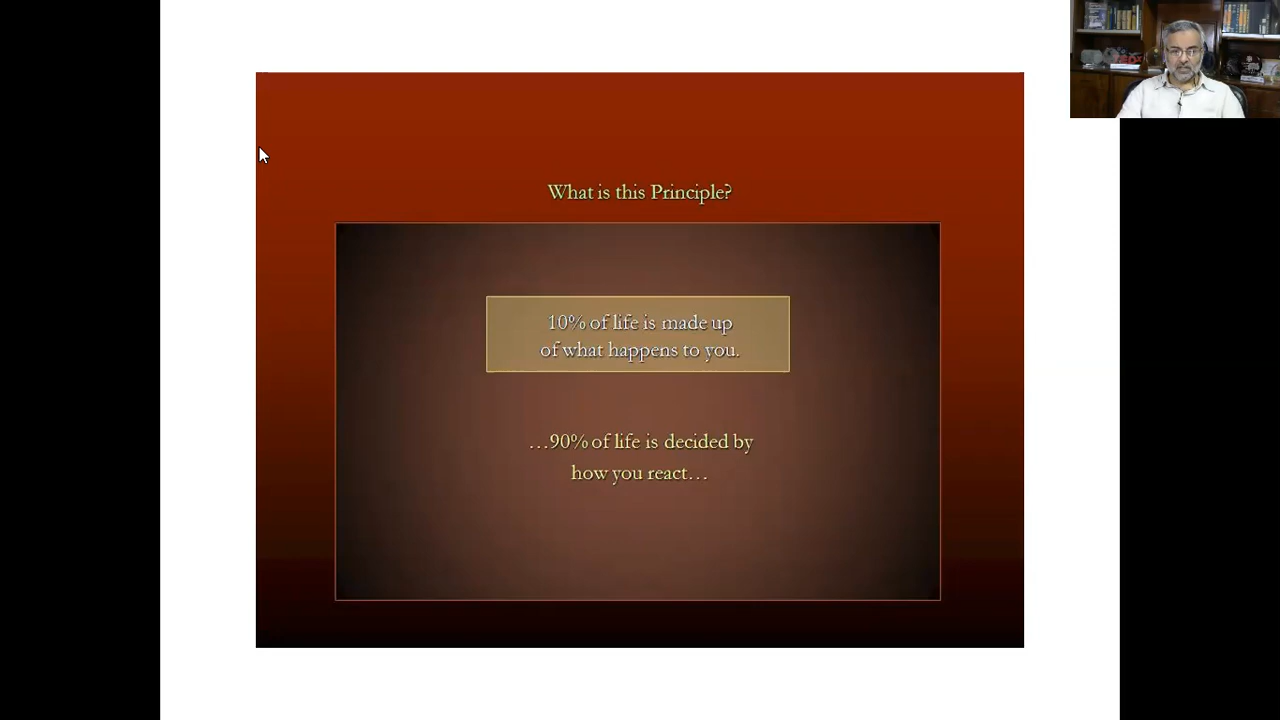 What is this Principle?
10% of life is made up
of what happens to you.
…90% of life is decided by
how you react…